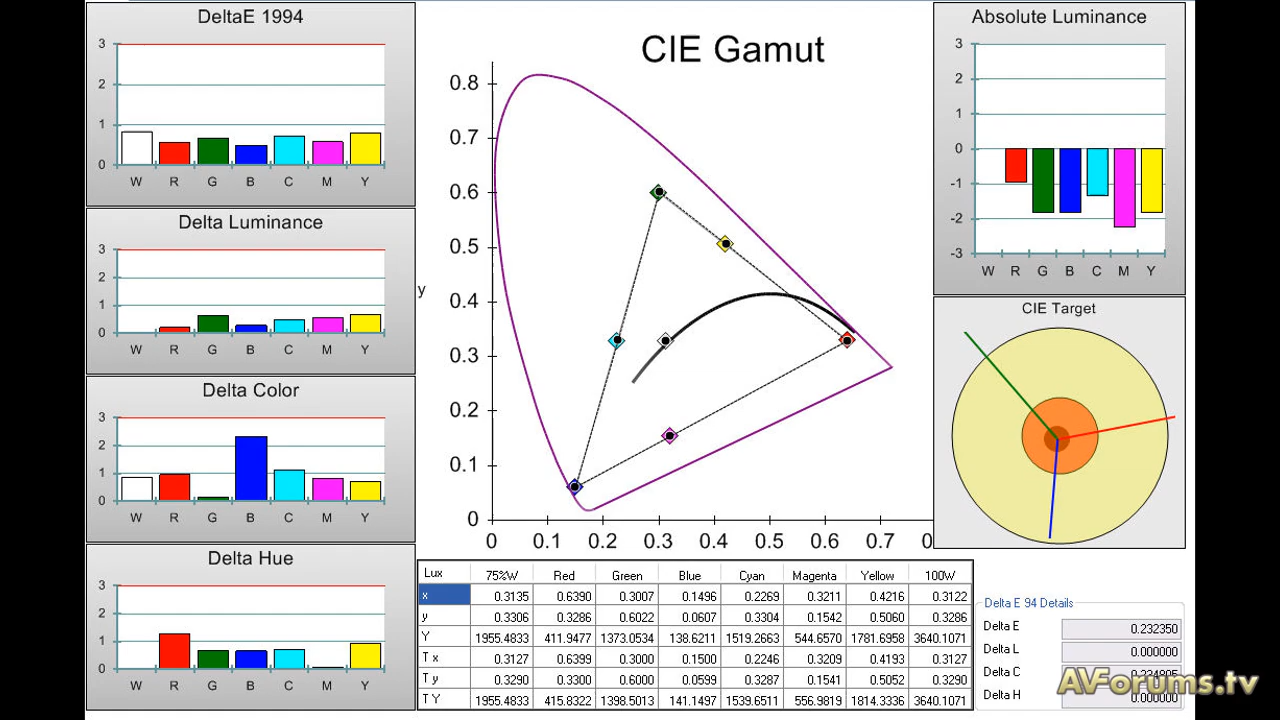 DeltaE 1994
3
2
1
0
W R G B C M Y
Delta Luminance
3
2
1
0
W R G B C M Y
Delta Color
3
2
1
0
W R G B C M Y
Delta Hue
3
2
1
0
W R G B C M Y
CIE Gamut
y
0.8
0.7
0.6
0.5
0.4
0.3
0.2
0.1
0
0 0.1 0.2 0.3 0.4 0.5 0.6 0.7 0
Absolute Luminance
3
2
1
0
-1
-2
-3
W R G B C M Y
CIE Target
Lux 75%W Red Green Blue Cyan Magenta Yellow 100W
x 0.3135 0.6390 0.3007 0.1496 0.2269 0.3211 0.4216 0.3122
y 0.3306 0.3286 0.6022 0.0607 0.3304 0.1542 0.5060 0.3286
Y 1955.4833 411.9477 1373.0534 138.6211 1519.2663 544.6570 1781.6958 3640.1071
T x 0.3127 0.6399 0.3000 0.1500 0.2246 0.3209 0.4193 0.3127
T y 0.3290 0.3300 0.6000 0.0599 0.3287 0.1541 0.5052 0.3290
T Y 1955.4833 415.8322 1398.5013 141.1497 1539.6511 556.9819 1814.3336 3640.1071
Delta E 94 Details
Delta E 0.232350
Delta L 0.000000
Delta C
Delta H 0.000000
AVForums.tv